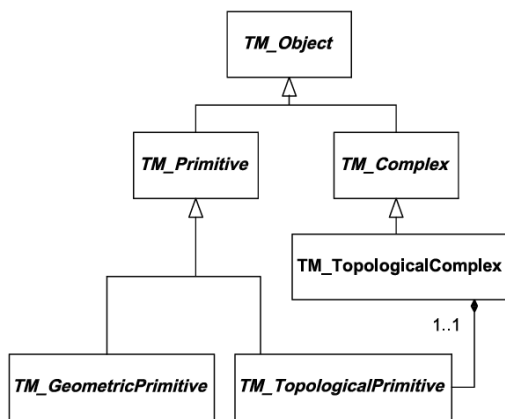 TM_Object
TM_Primitive
TM_Complex
TM_TopologicalComplex
1..1
TM_GeometricPrimitive
TM_TopologicalPrimitive